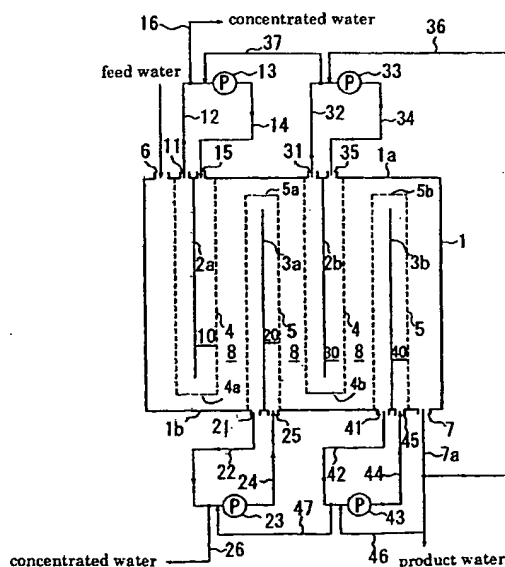 16
concentrated water
37
36
feed water
P
13
P
33
12
14
32
34
6
11
15
31
35
1a
5a
5b
1
2a
3a
2b
3b
10
4
20
5
8
30
4
8
40
5
8
4a
4b
1b
21
25
41
45
7
22
24
42
44
7a
P
23
47
P
43
26
46
concentrated water
product water